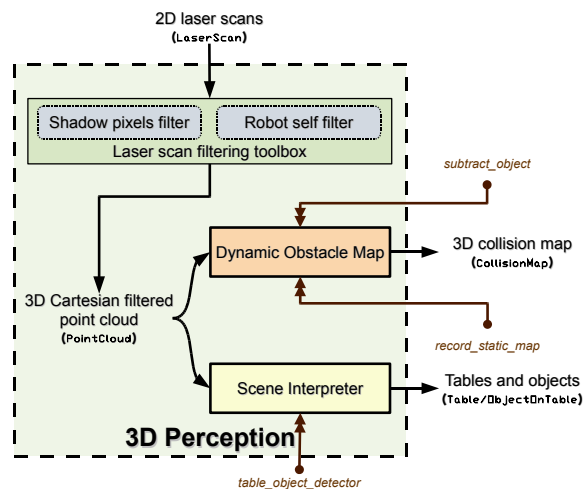 2D laser scans
(LaserScan)
Shadow pixels filter
Robot self filter
Laser scan filtering toolbox
subtract_object
Dynamic Obstacle Map
3D collision map
(CollisionMap)
3D Cartesian filtered
point cloud
(PointCloud)
record_static_map
Scene Interpreter
Tables and objects
(Table/ObjectOnTable)
3D Perception
table_object_detector